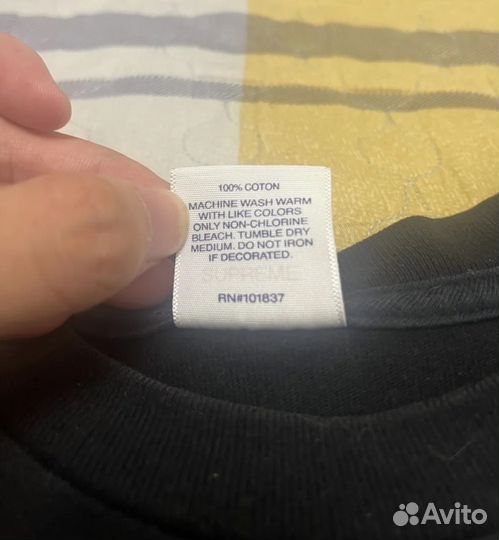 100% COTON
MACHINE WASH WARM
WITH LIKE COLORS
ONLY NON-CHLORINE
BLEACH. TUMBLE DRY
MEDIUM. DO NOT IRON
IF DECORATED.
SUPREME
RN#101837
Avito